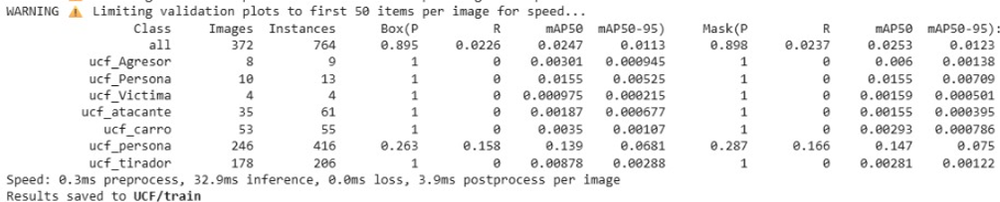 WARNING ⚠️ Limiting validation plots to first 50 items per image for speed...
Class Images Instances Box(P R mAP50 mAP50-95) Mask(P R mAP50 mAP50-95):
all 372 764 0.895 0.0226 0.0247 0.0113 0.898 0.0237 0.0253 0.0123
ucf_Agresor 8 9 1 0 0.00301 0.000945 1 0 0.006 0.00138
ucf_Persona 10 13 1 0 0.0155 0.00525 1 0 0.0155 0.00709
ucf_Victima 4 4 1 0 0.000975 0.000215 1 0 0.00159 0.000501
ucf_atacante 35 61 1 0 0.00187 0.000677 1 0 0.00155 0.000395
ucf_carro 53 55 1 0 0.0035 0.00107 1 0 0.00293 0.000786
ucf_persona 246 416 0.263 0.158 0.139 0.0681 0.287 0.166 0.147 0.075
ucf_tirador 178 206 1 0 0.00878 0.00288 1 0 0.00281 0.00122
Speed: 0.3ms preprocess, 32.9ms inference, 0.0ms loss, 3.9ms postprocess per image
Results saved to UCF/train